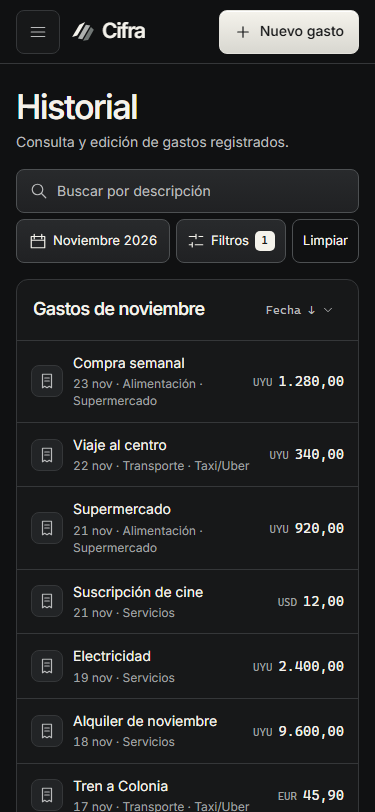 Cifra
Nuevo gasto
Historial
Consulta y edición de gastos registrados.
Buscar por descripción
Noviembre 2026
Filtros 1
Limpiar
Gastos de noviembre
Fecha ↓
Compra semanal
23 nov · Alimentación ·
Supermercado
UYU 1.280,00
Viaje al centro
22 nov · Transporte · Taxi/Uber
UYU 340,00
Supermercado
21 nov · Alimentación ·
Supermercado
UYU 920,00
Suscripción de cine
21 nov · Servicios
USD 12,00
Electricidad
19 nov · Servicios
UYU 2.400,00
Alquiler de noviembre
18 nov · Servicios
UYU 9.600,00
Tren a Colonia
17 nov · Transporte · Taxi/Uber
EUR 45,90